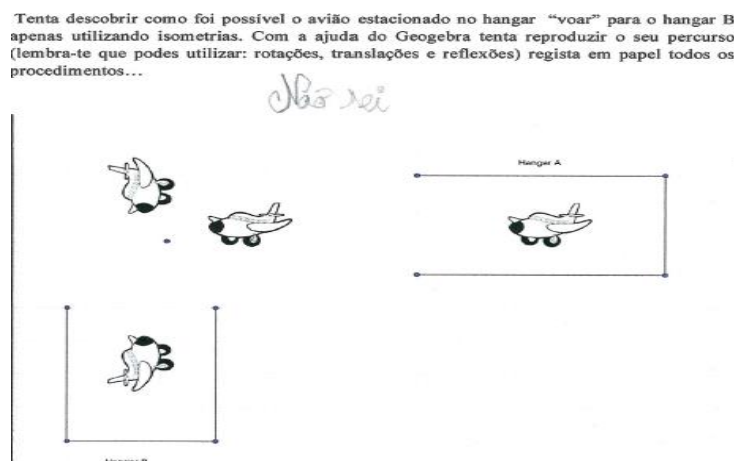 Tenta descobrir como foi possível o avião estacionado no hangar “voar” para o hangar B
apenas utilizando isometrias. Com a ajuda do Geogebra tenta reproduzir o seu percurso
(lembra-te que podes utilizar: rotações, translações e reflexões) regista em papel todos os
procedimentos…
Não sei
Hangar A
Hangar B